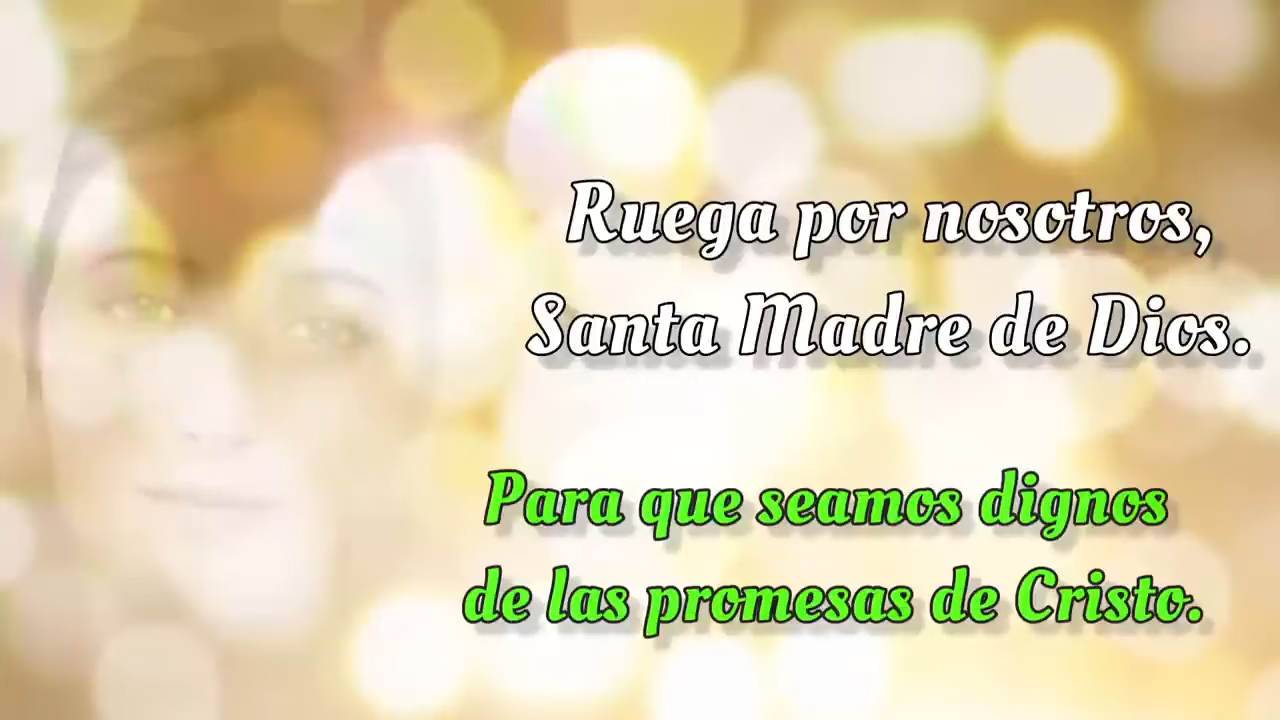 Ruega por nosotros,
Santa Madre de Dios.
Para que seamos dignos
de las promesas de Cristo.